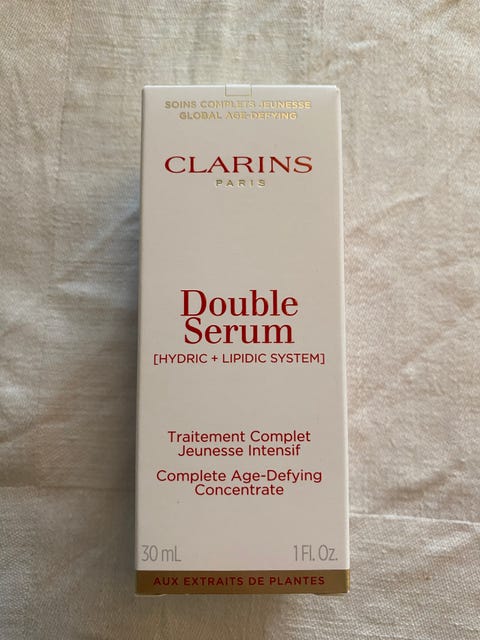 SOINS COMPLETS JEUNESSE
GLOBAL AGE-DEFYING
CLARINS
PARIS
Double
Serum
[HYDRIC + LIPIDIC SYSTEM]
Traitement Complet
Jeunesse Intensif
Complete Age-Defying
Concentrate
30 mL 1 Fl. Oz.
AUX EXTRAITS DE PLANTES